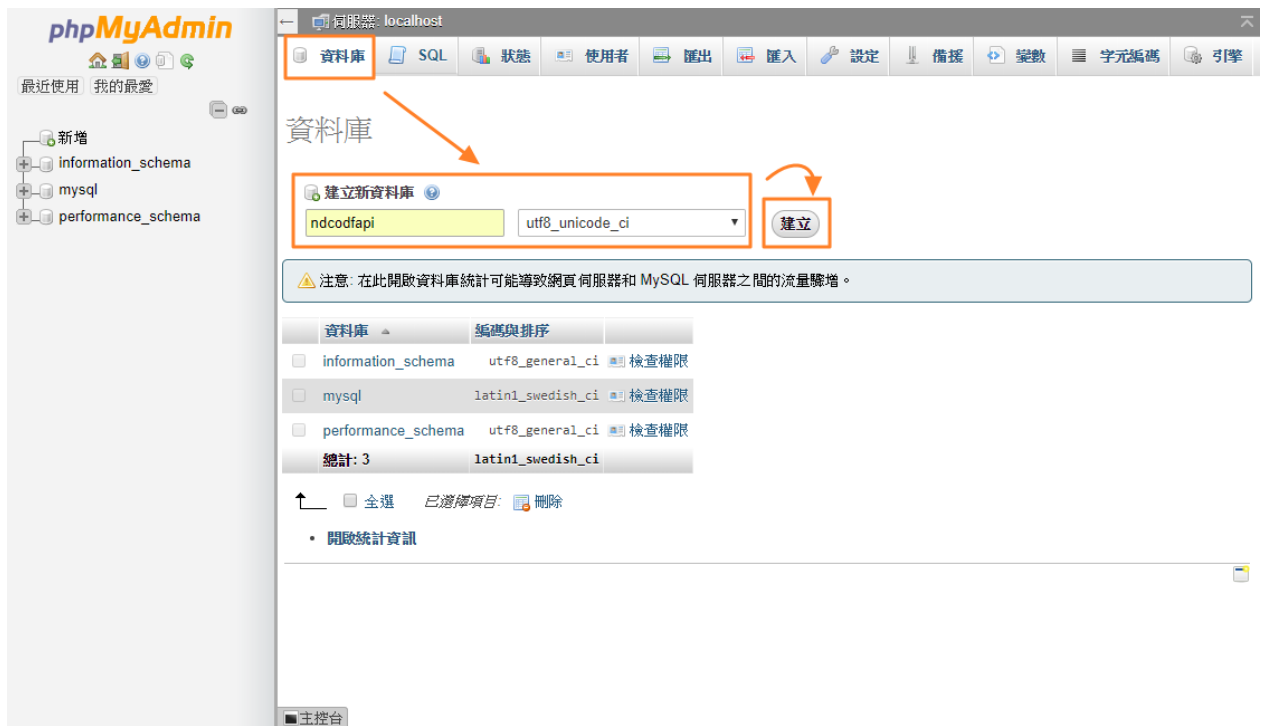 phpMyAdmin
最近使用 我的最愛
新增
information_schema
mysql
performance_schema
伺服器: localhost
資料庫 SQL 狀態 使用者 匯出 匯入 設定 備援 變數 字元編碼 引擎
資料庫
建立新資料庫
ndcodfapi utf8_unicode_ci 建立
注意: 在此開啟資料庫統計可能導致網頁伺服器和 MySQL 伺服器之間的流量驟增。
資料庫 編碼與排序
information_schema utf8_general_ci 檢查權限
mysql latin1_swedish_ci 檢查權限
performance_schema utf8_general_ci 檢查權限
總計: 3 latin1_swedish_ci
全選 已選擇項目: 刪除
• 開啟統計資訊
主控台